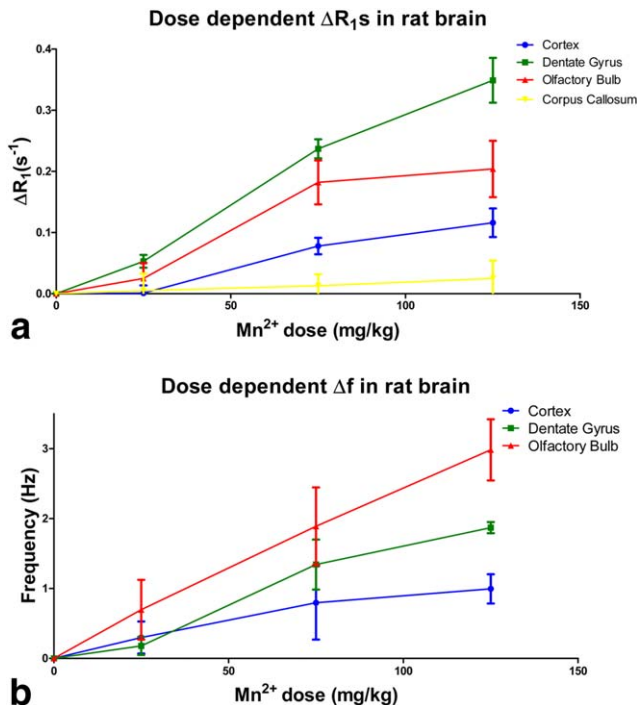 Dose dependent ΔR₁s in rat brain
Cortex
Dentate Gyrus
Olfactory Bulb
Corpus Callosum
0.4
0.3
0.2
0.1
0.0
ΔR₁(s⁻¹)
0
50
100
150
Mn²⁺ dose (mg/kg)
a
Dose dependent Δf in rat brain
Cortex
Dentate Gyrus
Olfactory Bulb
3
2
1
0
Frequency (Hz)
0
50
100
150
Mn²⁺ dose (mg/kg)
b